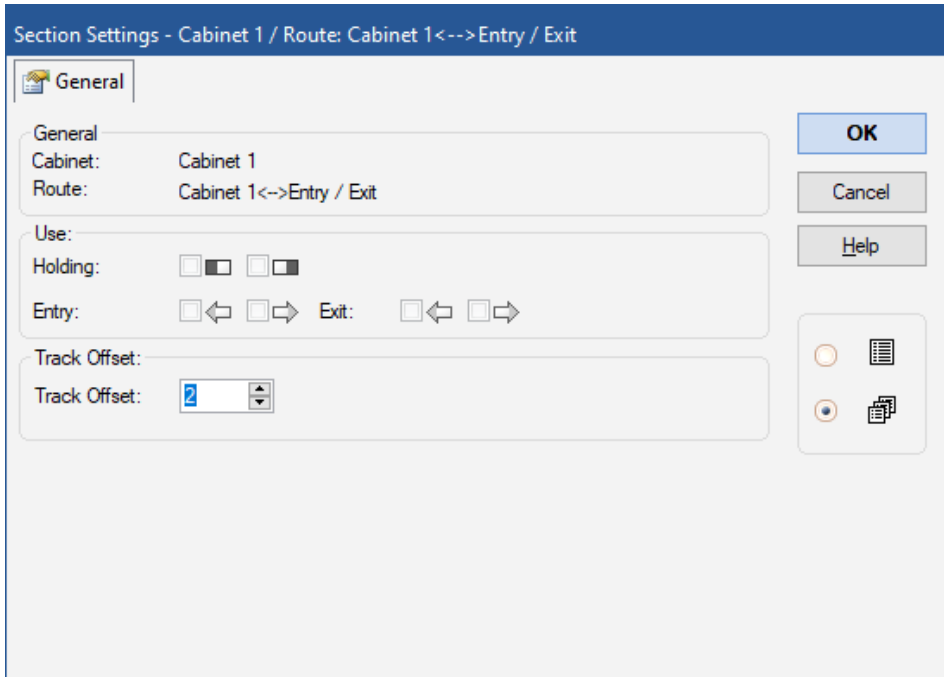 Section Settings - Cabinet 1 / Route: Cabinet 1<-->Entry / Exit
General
General
Cabinet: Cabinet 1
Route: Cabinet 1<-->Entry / Exit
Use:
Holding:
Entry: Exit:
Track Offset:
Track Offset: 2
OK
Cancel
Help